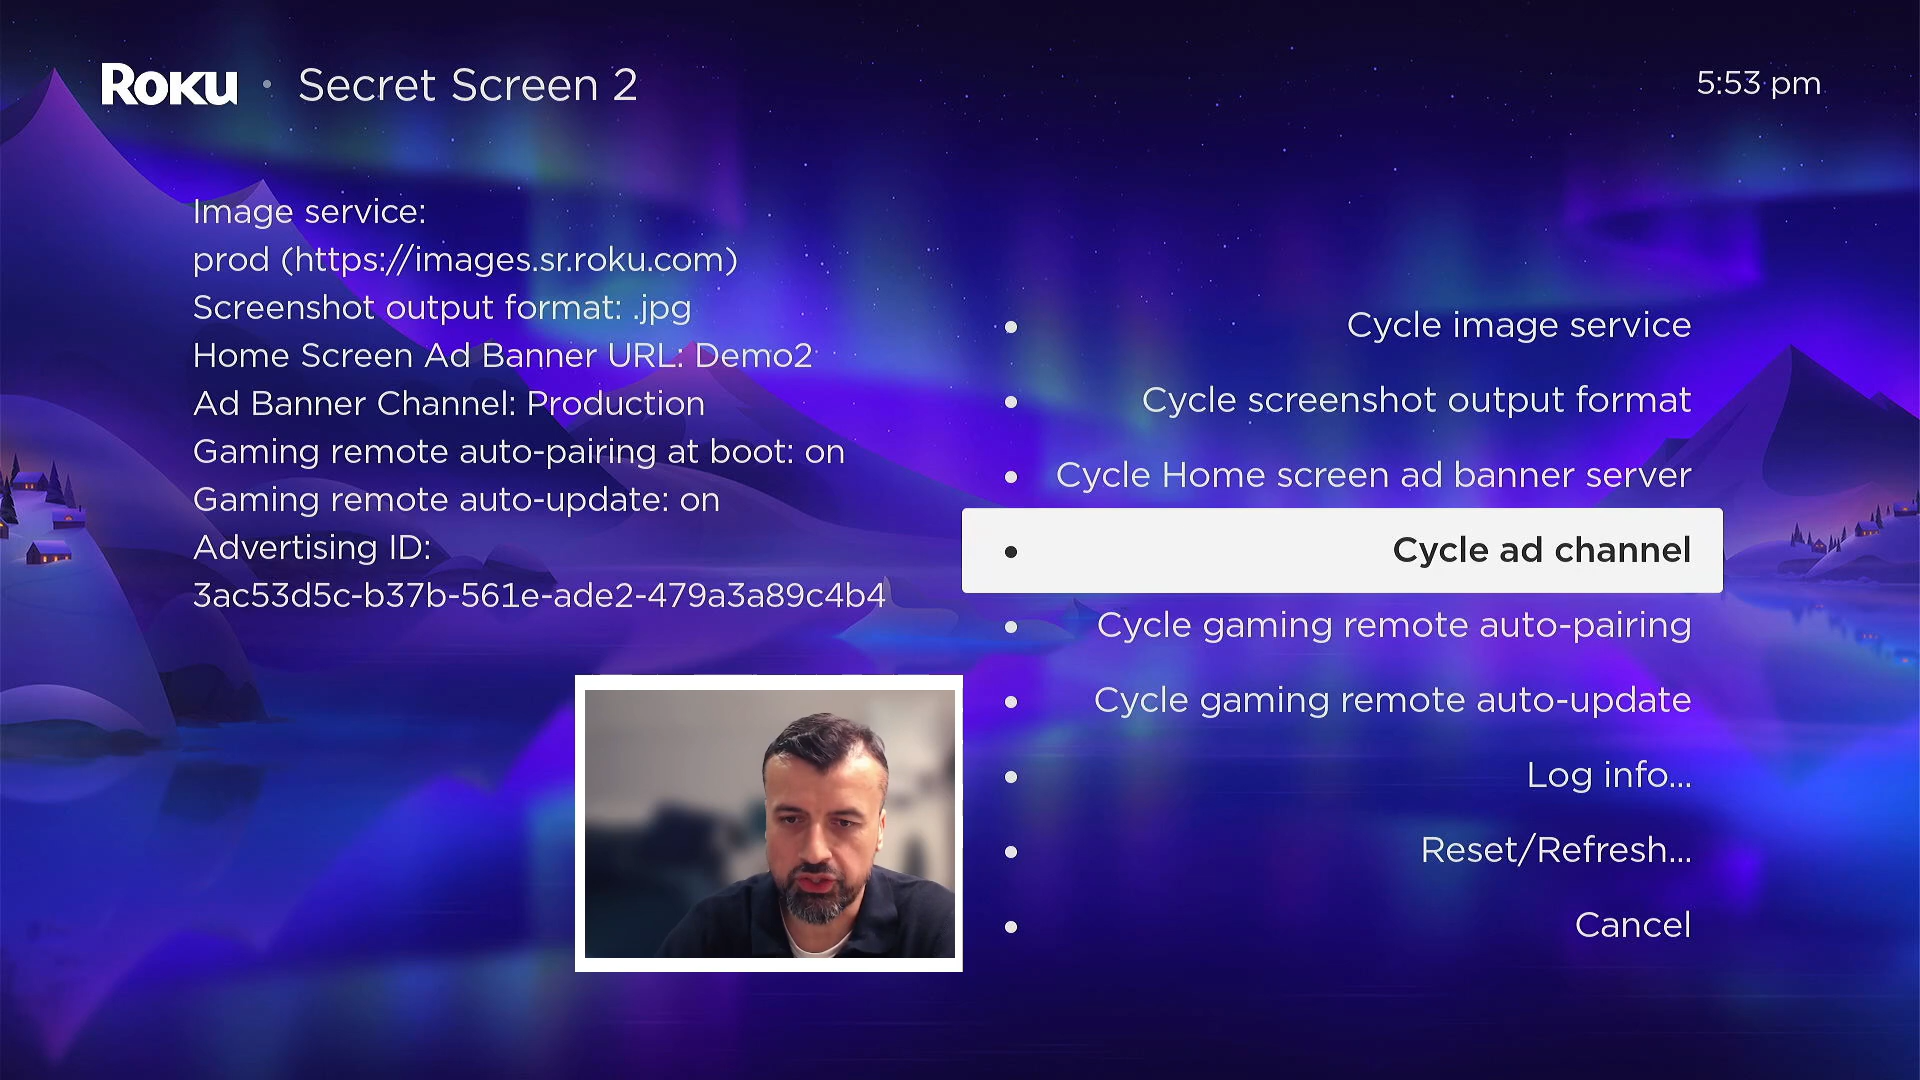 Roku • Secret Screen 2
5:53 pm
Image service:
prod (https://images.sr.roku.com)
Screenshot output format: .jpg
Home Screen Ad Banner URL: Demo2
Ad Banner Channel: Production
Gaming remote auto-pairing at boot: on
Gaming remote auto-update: on
Advertising ID:
3ac53d5c-b37b-561e-ade2-479a3a89c4b4
• Cycle image service
• Cycle screenshot output format
• Cycle Home screen ad banner server
• Cycle ad channel
• Cycle gaming remote auto-pairing
• Cycle gaming remote auto-update
• Log info...
• Reset/Refresh...
• Cancel